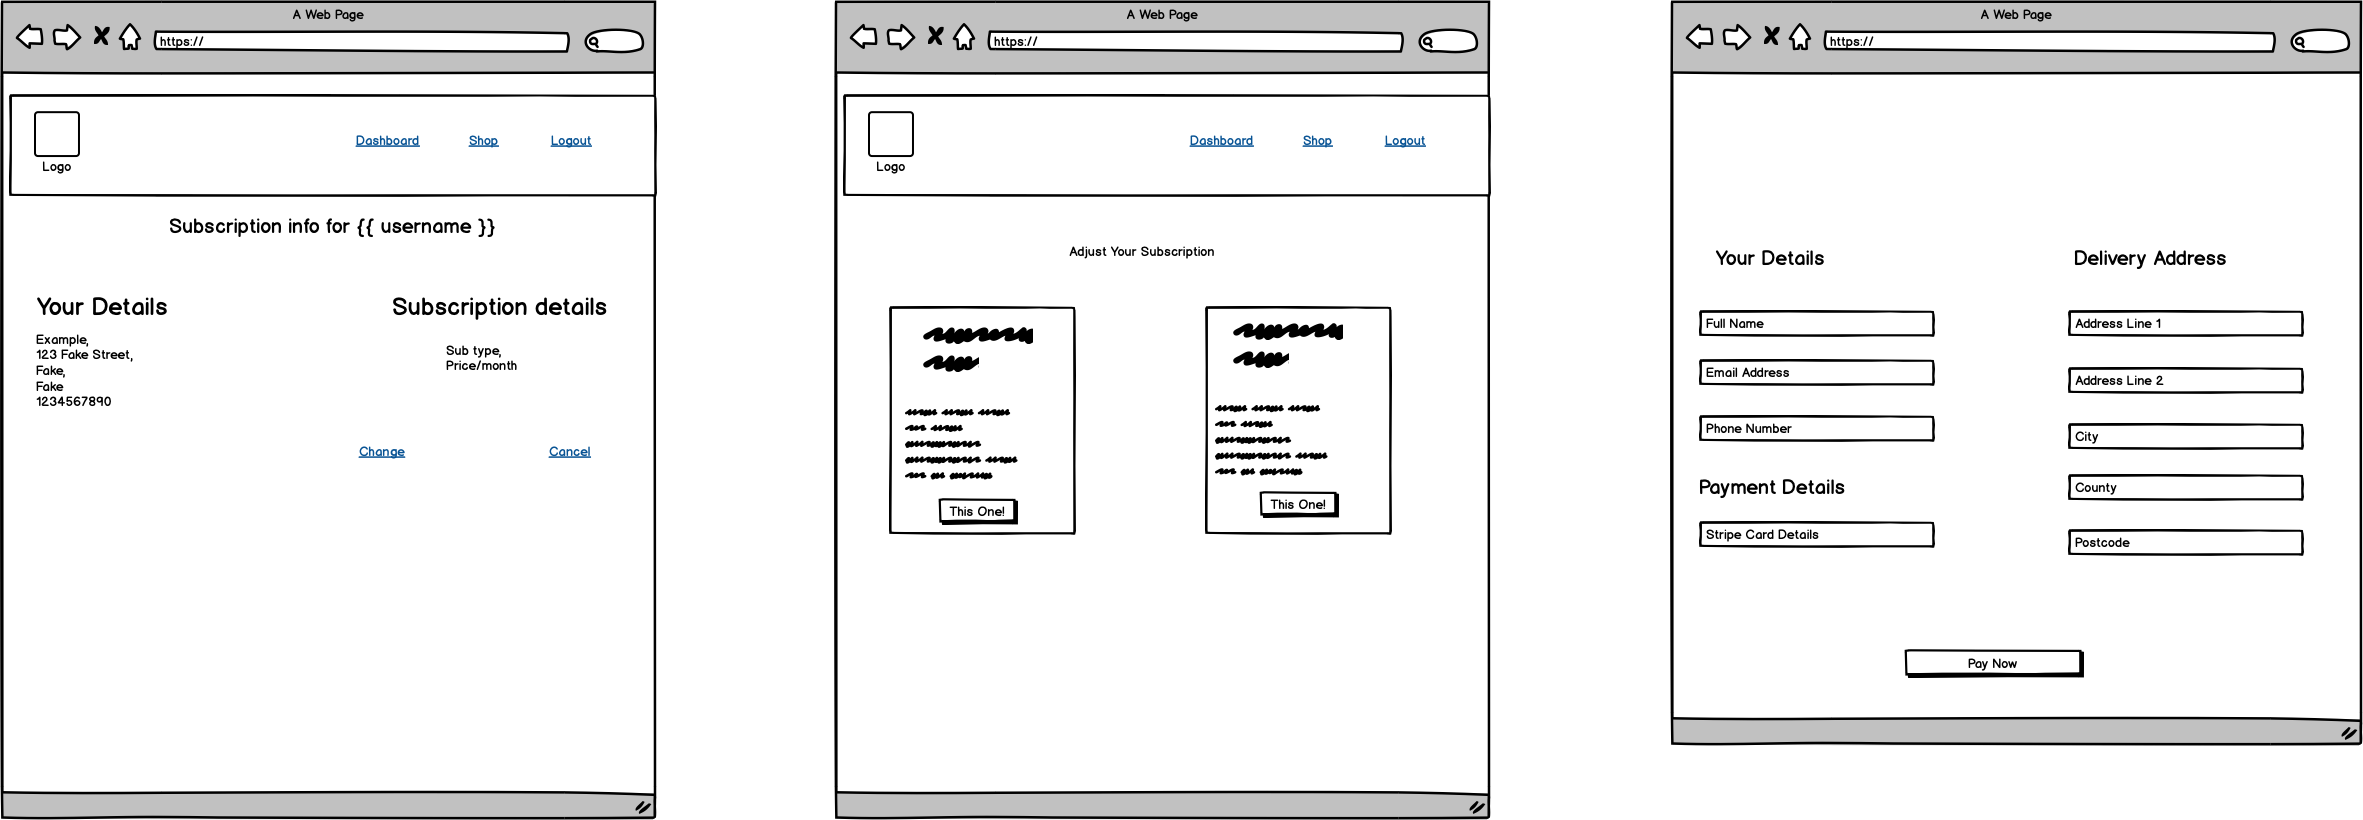 A Web Page
https://
Logo
Dashboard Shop Logout
Subscription info for {{ username }}
Your Details
Example,
123 Fake Street,
Fake,
Fake
1234567890
Subscription details
Sub type,
Price/month
Change Cancel
A Web Page
https://
Logo
Dashboard Shop Logout
Adjust Your Subscription
This One!
This One!
A Web Page
https://
Your Details
Full Name
Email Address
Phone Number
Payment Details
Stripe Card Details
Delivery Address
Address Line 1
Address Line 2
City
County
Postcode
Pay Now